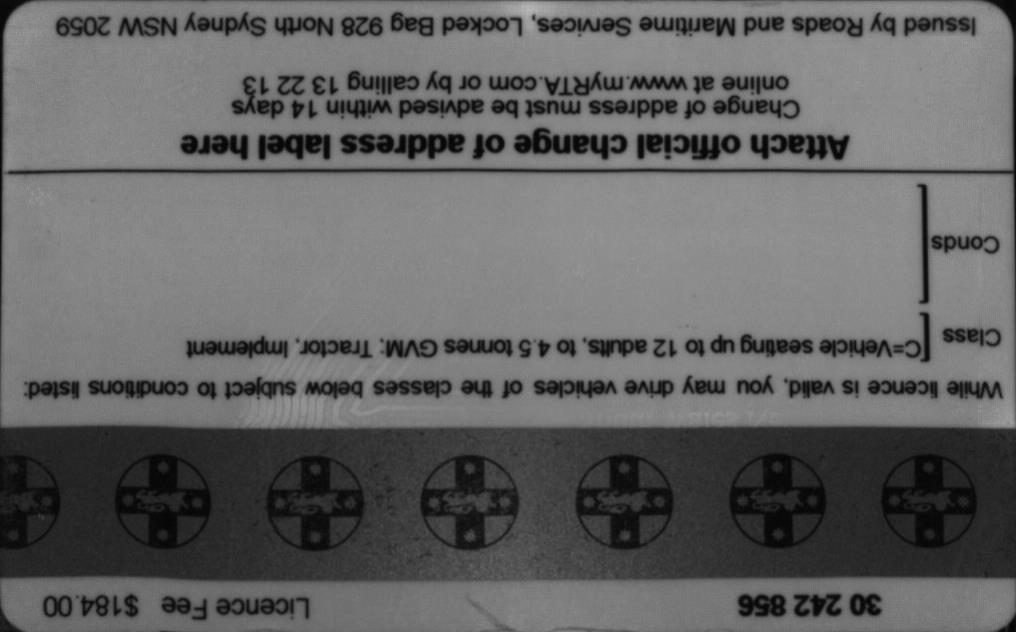 30 242 856 Licence Fee $184.00
While licence is valid, you may drive vehicles of the classes below subject to conditions listed:
Class [C=Vehicle seating up to 12 adults, to 4.5 tonnes GVM; Tractor, Implement
Conds
Attach official change of address label here
Change of address must be advised within 14 days
online at www.myRTA.com or by calling 13 22 13
Issued by Roads and Maritime Services, Locked Bag 928 North Sydney NSW 2059